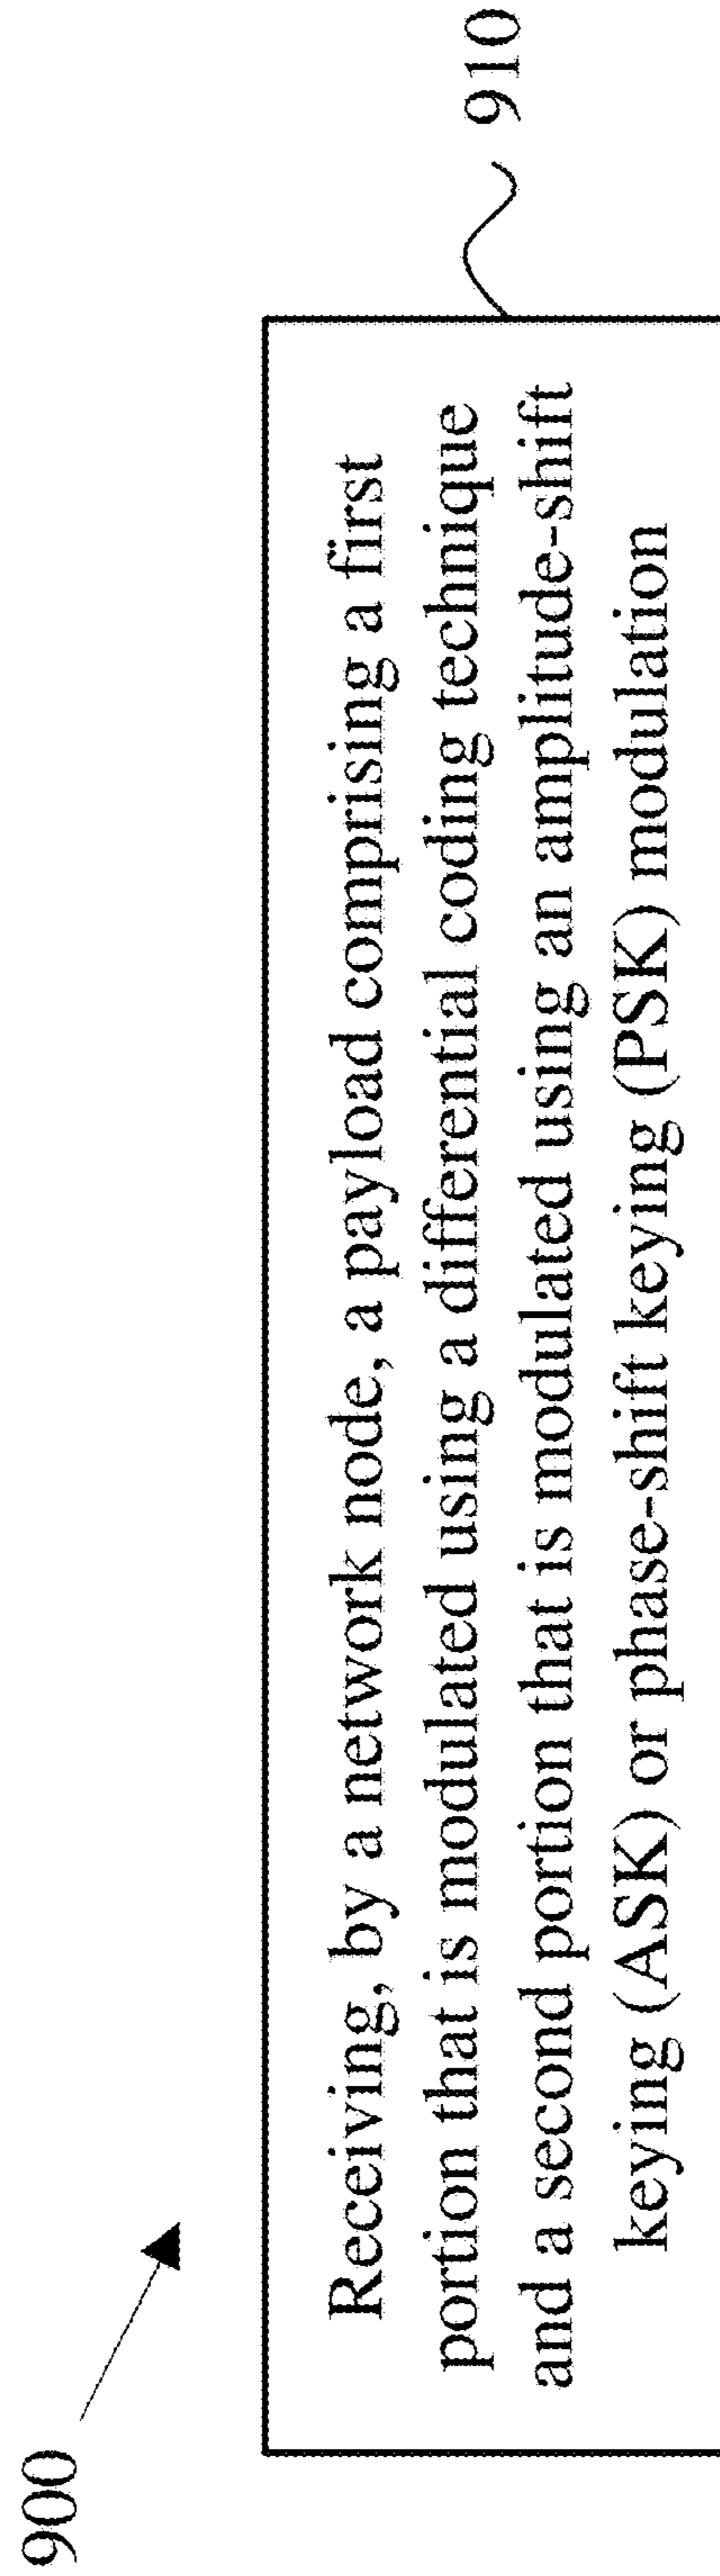 900
Receiving, by a network node, a payload comprising a first
portion that is modulated using a differential coding technique
and a second portion that is modulated using an amplitude-shift
keying (ASK) or phase-shift keying (PSK) modulation
910